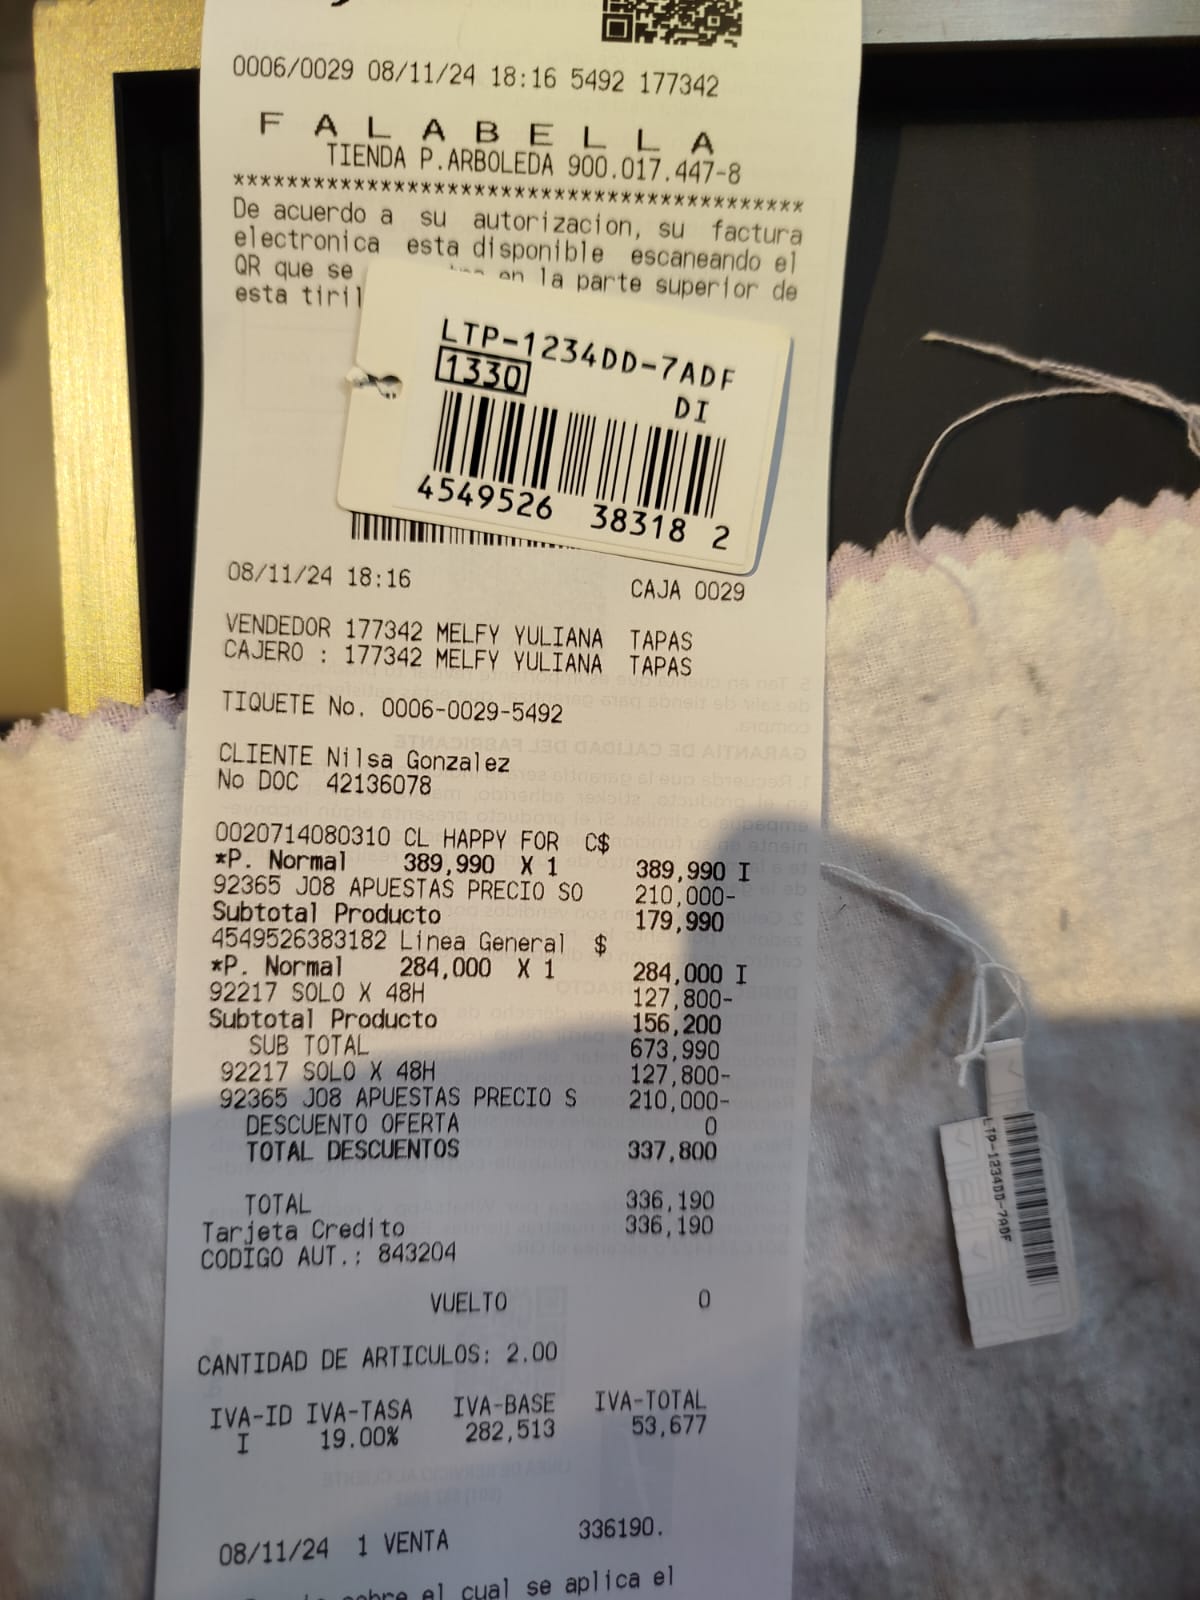 0006/0029 08/11/24 18:16 5492 177342
F A L A B E L L A
TIENDA P.ARBOLEDA 900.017.447-8
******************************************
De acuerdo a su autorizacion, su factura
electronica esta disponible escaneando el
QR que se en la parte superior de
esta
LTP-1234DD-7ADF
1330
DI
4549526 38318 2
08/11/24 18:16 CAJA 0029
VENDEDOR 177342 MELFY YULIANA TAPAS
CAJERO : 177342 MELFY YULIANA TAPAS
TIQUETE No. 0006-0029-5492
CLIENTE Nilsa Gonzalez
No DOC 42136078
0020714080310 CL HAPPY FOR C$
*P. Normal 389,990 X 1 389,990 I
92365 J08 APUESTAS PRECIO SO 210,000-
Subtotal Producto 179,990
4549526383182 Linea General $
*P. Normal 284,000 X 1 284,000 I
92217 SOLO X 48H 127,800-
Subtotal Producto 156,200
SUB TOTAL 673,990
92217 SOLO X 48H 127,800-
92365 J08 APUESTAS PRECIO S 210,000-
DESCUENTO OFERTA 0
TOTAL DESCUENTOS 337,800
TOTAL 336,190
Tarjeta Credito 336,190
CODIGO AUT.: 843204
VUELTO 0
CANTIDAD DE ARTICULOS: 2.00
IVA-ID IVA-TASA IVA-BASE IVA-TOTAL
I 19.00% 282,513 53,677
08/11/24 1 VENTA 336190.
sobre el cual se aplica el
LTP-1234DD-7ADF